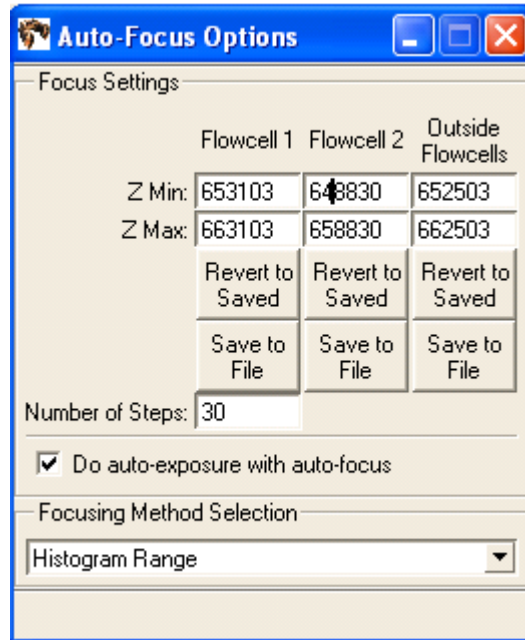 Auto-Focus Options
Focus Settings
Flowcell 1 Flowcell 2 Outside Flowcells
Z Min: 653103 648830 652503
Z Max: 663103 658830 662503
Revert to Saved Revert to Saved Revert to Saved
Save to File Save to File Save to File
Number of Steps: 30
Do auto-exposure with auto-focus
Focusing Method Selection
Histogram Range